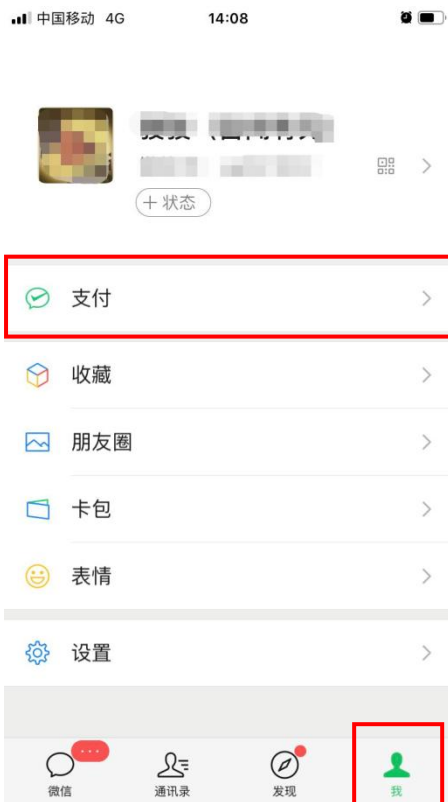 中国移动 4G 14:08
+ 状态
支付
收藏
朋友圈
卡包
表情
设置
微信 通讯录 发现 我